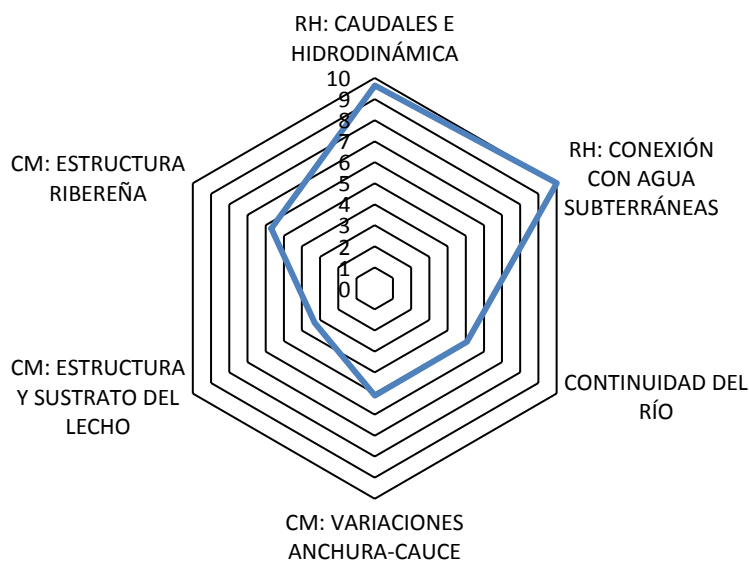 RH: CAUDALES E
HIDRODINÁMICA
10
9
8
7
6
5
4
3
2
1
0
RH: CONEXIÓN
CON AGUA
SUBTERRÁNEAS
CONTINUIDAD DEL
RÍO
CM: VARIACIONES
ANCHURA-CAUCE
CM: ESTRUCTURA
Y SUSTRATO DEL
LECHO
CM: ESTRUCTURA
RIBEREÑA